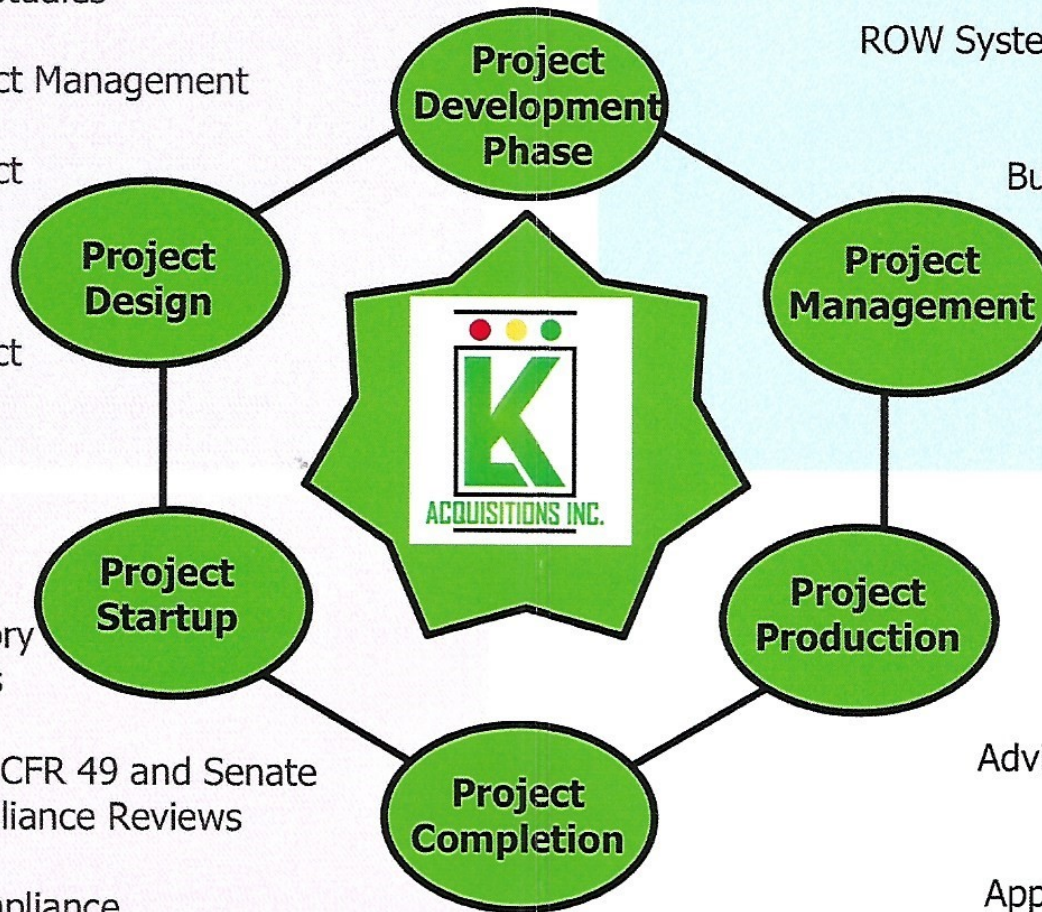 ct Management
ROW Syste
Project
Development
Phase
ct
Bu
Project
Design
Project
Management
ct
K
ACQUISITIONS INC.
Project
Startup
Project
Production
ory
s
CFR 49 and Senate
liance Reviews
Project
Completion
Advi
App